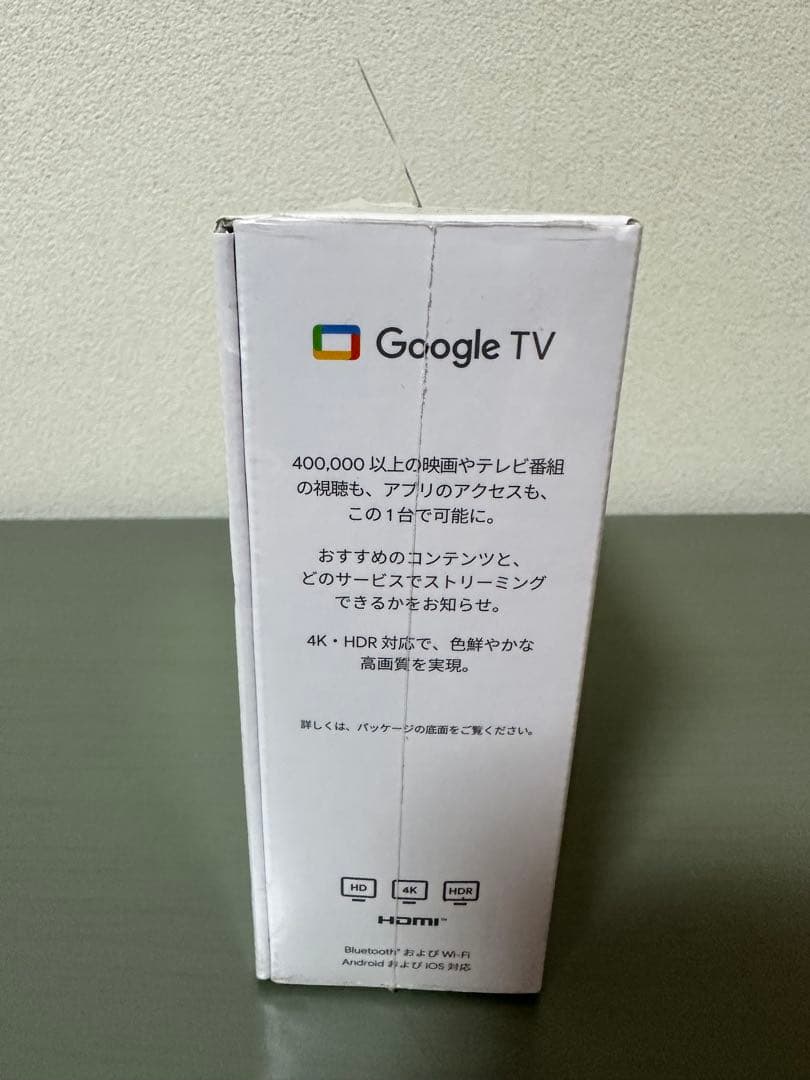 Google TV
400,000 以上の映画やテレビ番組
の視聴も、アプリのアクセスも、
この1台で可能に。
おすすめのコンテンツと、
どのサービスでストリーミング
できるかをお知らせ。
4K・HDR 対応で、色鮮やかな
高画質を実現。
詳しくは、パッケージの底面をご覧ください。
HD 4K HDR
HDMI™
Bluetooth® および Wi-Fi
Android および iOS 対応